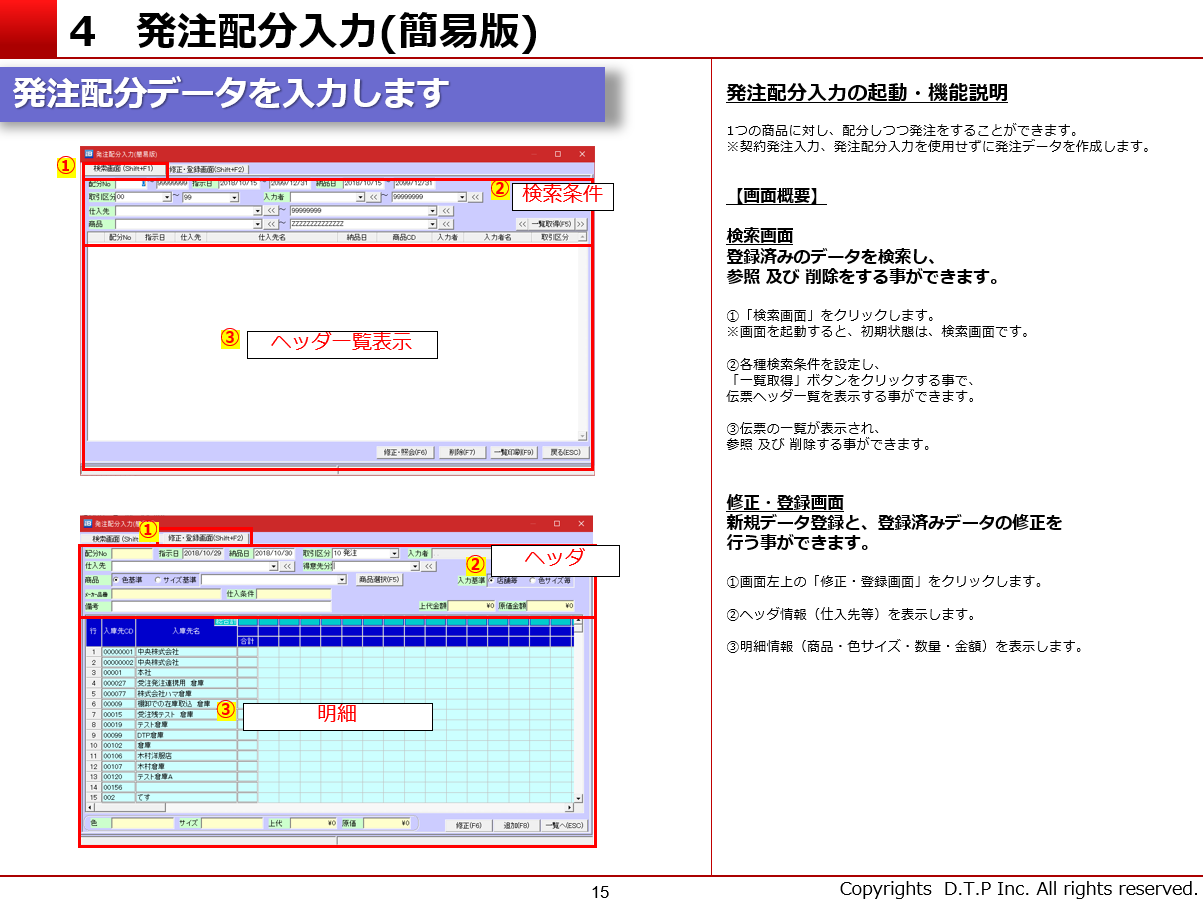 4 発注配分入力(簡易版)
発注配分データを入力します
発注配分入力(簡易版)
検索画面 (Shift+F1) 修正・登録画面(Shift+F2)
①
配分No ~ 99999999 指示日 2018/10/15 ~ 2099/12/31 納品日 2018/10/15 ~ 2099/12/31
取引区分 00 ~ 99 入力者 << ~ 99999999 <<
② 検索条件
仕入先 << ~ 99999999 <<
商品 << ~ ZZZZZZZZZZZZZZ << << 一覧取得(F5) >>
配分No 指示日 仕入先 仕入先名 納品日 商品CD 入力者 入力者名 取引区分
③ ヘッダ一覧表示
修正・照会(F6) 削除(F7) 一覧印刷(F9) 戻る(ESC)
発注配分入力(簡
検索画面 (Shift 修正・登録画面(Shift+F2)
①
配分No 指示日 2018/10/29 納品日 2018/10/30 取引区分 10 発注 入力者
仕入先 << 得意先分類 <<
② ヘッダ
商品 色基準 サイズ基準 商品選択(F5) 入力基準 店舗毎 色サイズ毎
メーカー品番 仕入条件
備考 上代金額 ¥0 原価金額 ¥0
行 入庫先CD 入庫先名 総合計
合計
1 00000001 中央株式会社
2 00000002 中央株式会社
3 00001 本社
4 000027 受注発注連携用 倉庫
5 000077 株式会社ハマ倉庫
6 00009 棚卸での在庫取込 倉庫
7 00015 受注残テスト 倉庫
8 00019 テスト倉庫
9 00099 DTP倉庫
10 00102 倉庫
11 00106 木村洋服店
12 00107 木村倉庫
13 00120 テスト倉庫A
14 00156
15 002 てす
③ 明細
色 サイズ 上代 ¥0 原価 ¥0
修正(F6) 追加(F8) 一覧へ(ESC)
発注配分入力の起動・機能説明
1つの商品に対し、配分しつつ発注をすることができます。
※契約発注入力、発注配分入力を使用せずに発注データを作成します。
【画面概要】
検索画面
登録済みのデータを検索し、
参照 及び 削除をする事ができます。
①「検索画面」をクリックします。
※画面を起動すると、初期状態は、検索画面です。
②各種検索条件を設定し、
「一覧取得」ボタンをクリックする事で、
伝票ヘッダ一覧を表示する事ができます。
③伝票の一覧が表示され、
参照 及び 削除する事ができます。
修正・登録画面
新規データ登録と、登録済みデータの修正を
行う事ができます。
①画面左上の「修正・登録画面」をクリックします。
②ヘッダ情報（仕入先等）を表示します。
③明細情報（商品・色サイズ・数量・金額）を表示します。
15
Copyrights D.T.P Inc. All rights reserved.